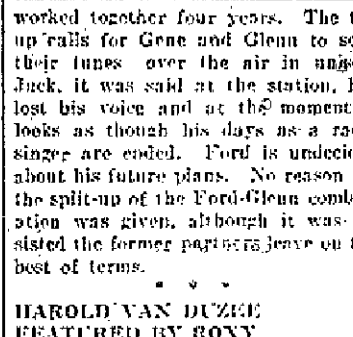 worked together four years. The
up calls for Gene and Glenn to
their tunes over the air in
Jack, it was said at the station,
lost his voice and at the moment
looks as though his days as a
singer are ended. Ford is
about his future plans. No reason
the split-up of the Ford-Glenn
ation was given, although it was
sisted the former partners leave on
best of terms.
* * *
HAROLD VAN DUZEE
FEATURED BY ROXY